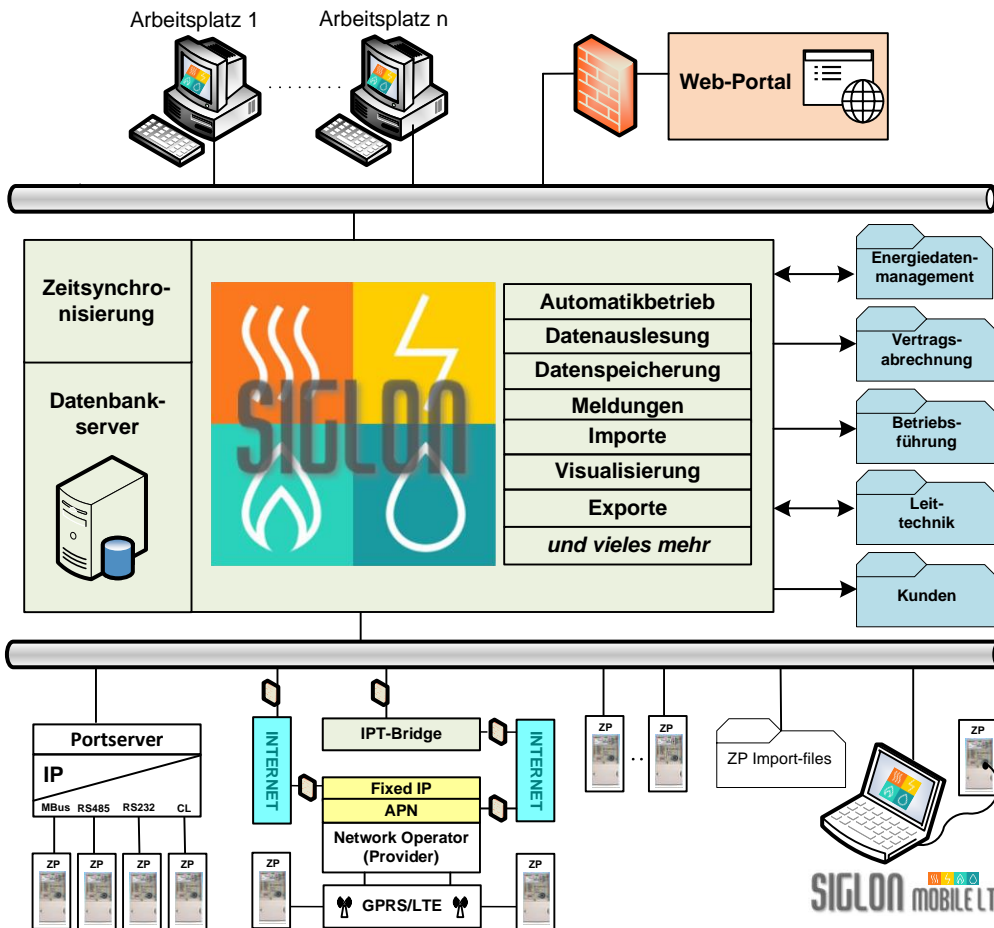 Arbeitsplatz 1
Arbeitsplatz n
Web-Portal
Zeitsynchro-
nisierung
Datenbank-
server
SIGLON
Automatikbetrieb
Datenauslesung
Datenspeicherung
Meldungen
Importe
Visualisierung
Exporte
und vieles mehr
Energiedaten-
management
Vertrags-
abrechnung
Betriebs-
führung
Leit-
technik
Kunden
Portserver
IP
MBus RS485 RS232 CL
ZP ZP ZP ZP
INTERNET
IPT-Bridge
INTERNET
Fixed IP
APN
Network Operator
(Provider)
GPRS/LTE
ZP
ZP
ZP
ZP
ZP Import-files
ZP
SIGLON MOBILE LT